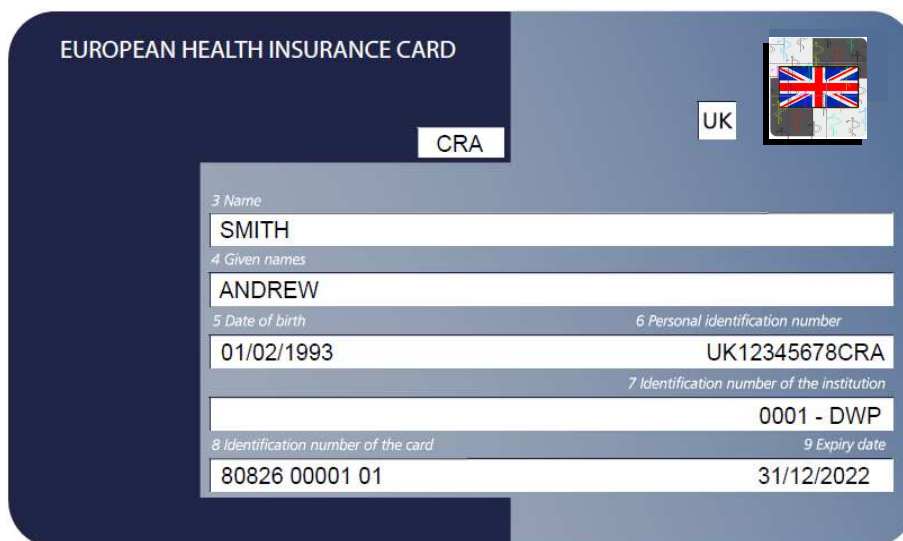 EUROPEAN HEALTH INSURANCE CARD
UK
CRA
3 Name
SMITH
4 Given names
ANDREW
5 Date of birth 6 Personal identification number
01/02/1993 UK12345678CRA
7 Identification number of the institution
0001 - DWP
8 Identification number of the card 9 Expiry date
80826 00001 01 31/12/2022